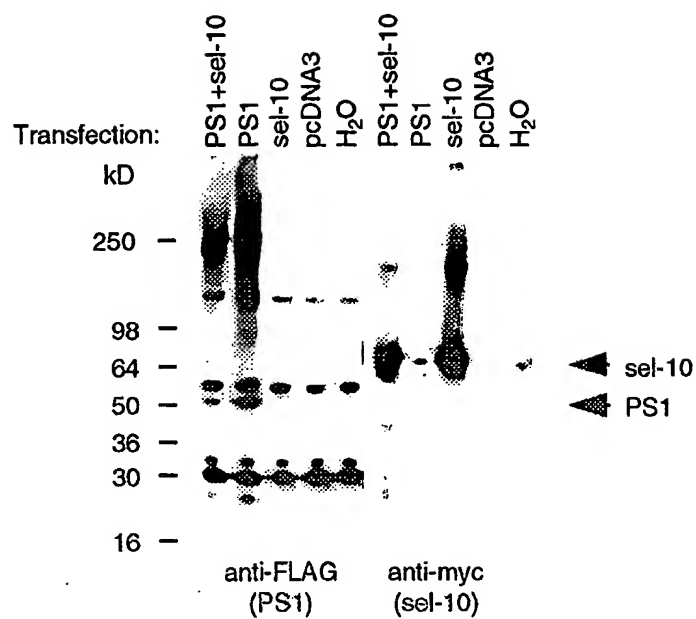 PS1+sel-10
PS1
sel-10
pcDNA3
H₂O
PS1+sel-10
PS1
sel-10
pcDNA3
H₂O
Transfection:
kD
250
98
64
50
36
30
16
sel-10
PS1
anti-FLAG
(PS1)
anti-myc
(sel-10)